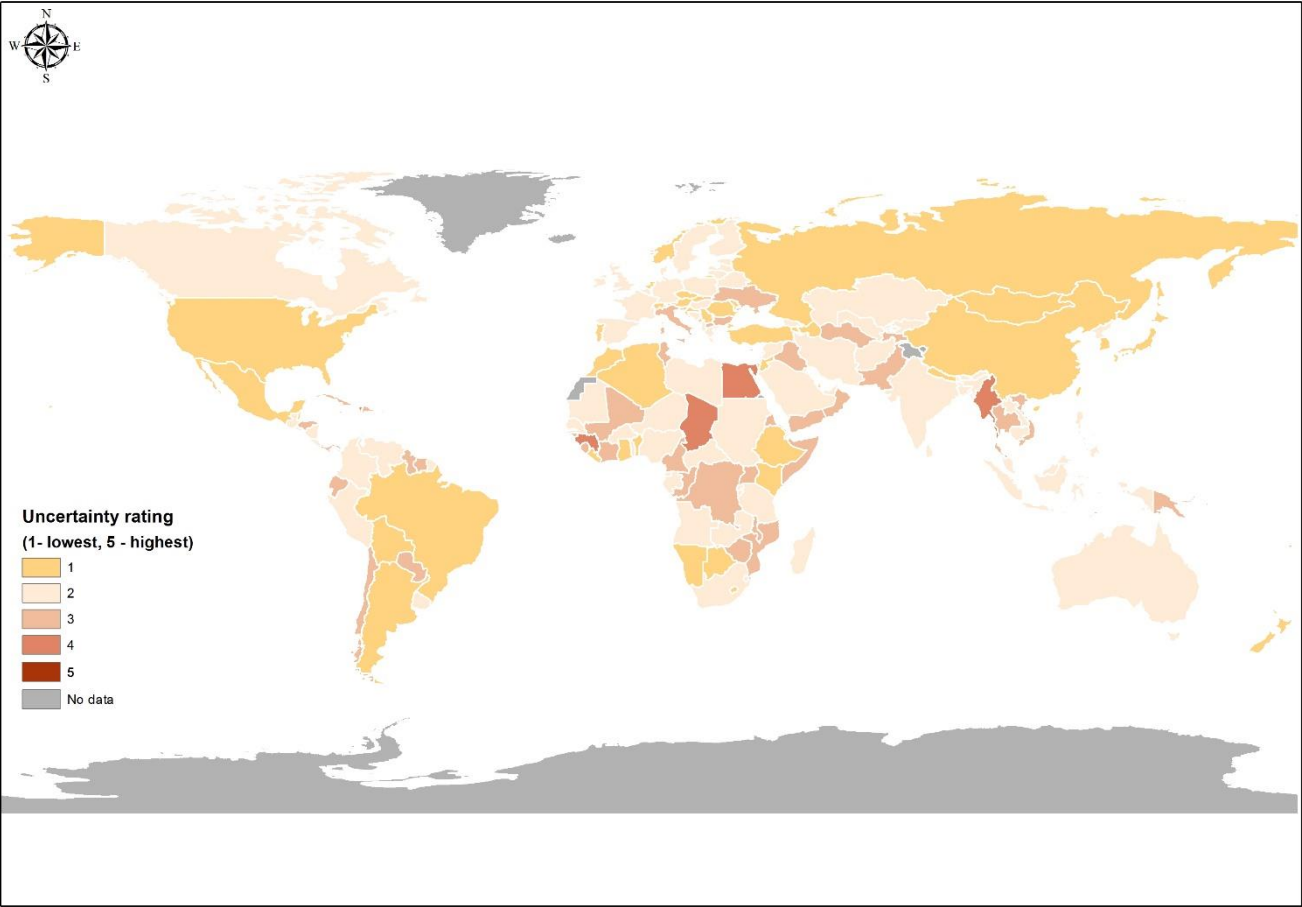 N
W E
S
Uncertainty rating
(1- lowest, 5 - highest)
1
2
3
4
5
No data